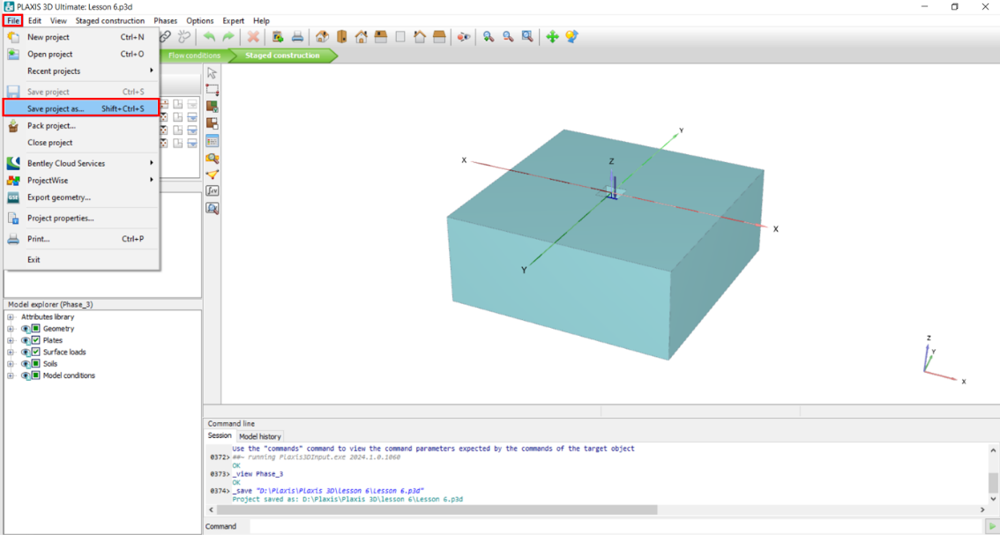 PLAXIS 3D Ultimate: Lesson 6.p3d
File Edit View Staged construction Phases Options Expert Help
New project Ctrl+N
Open project Ctrl+O
Recent projects
Save project Ctrl+S
Save project as... Shift+Ctrl+S
Pack project...
Close project
Bentley Cloud Services
ProjectWise
GSE Export geometry...
Project properties...
Print... Ctrl+P
Exit
Flow conditions Staged construction
X
Y
Z
X
Y
Z
Y
X
Model explorer (Phase_3)
Attributes library
Geometry
Plates
Surface loads
Soils
Model conditions
Command line
Session Model history
Use the "commands" command to view the command parameters expected by the commands of the target object
0372> ##~ running Plaxis3DInput.exe 2024.1.0.1060
OK
0373> _view Phase_3
OK
0374> _save "D:\Plaxis\Plaxis 3D\lesson 6\Lesson 6.p3d"
Project saved as: D:\Plaxis\Plaxis 3D\lesson 6\Lesson 6.p3d
Command